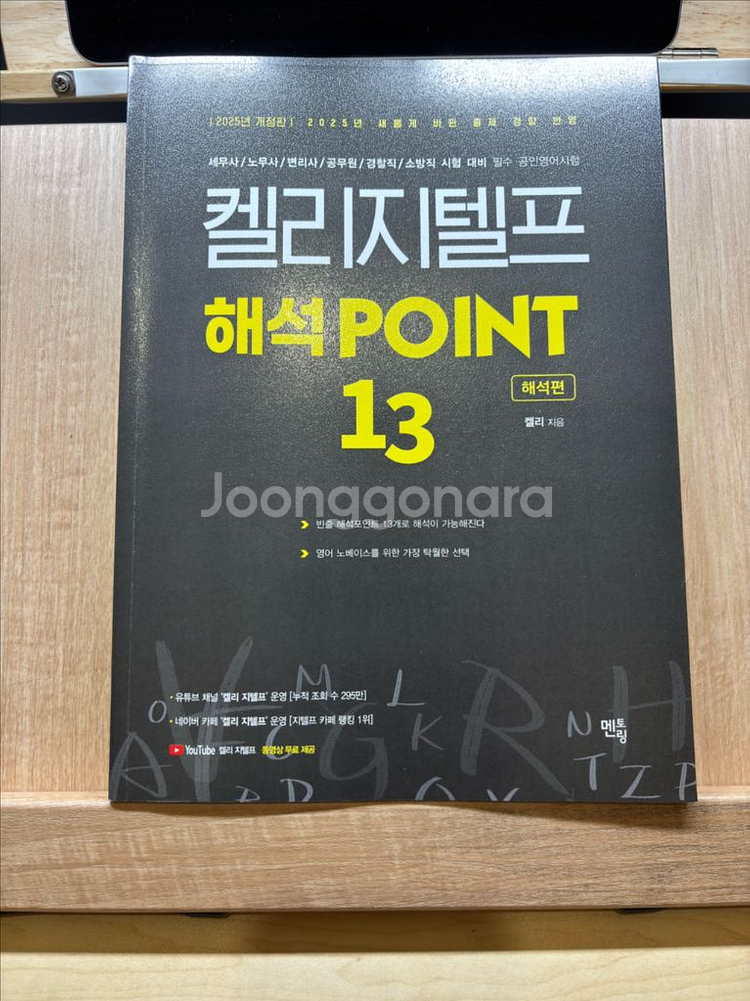 | 2025년 개정판 | 2025년 새롭게 바뀐 출제 경향 반영
세무사/노무사/변리사/공무원/경찰직/소방직 시험 대비 필수 공인영어시험
켈리지텔프
해석 POINT
13
해석편
켈리 지음
Joonggonara
빈출 해석포인트 13개로 해석이 가능해진다
영어 노베이스를 위한 가장 탁월한 선택
• 유튜브 채널 '켈리 지텔프' 운영 [누적 조회 수 295만]
• 네이버 카페 '켈리 지텔프' 운영 [지텔프 카페 랭킹 1위]
YouTube 켈리 지텔프 동영상 무료 제공
멘토링